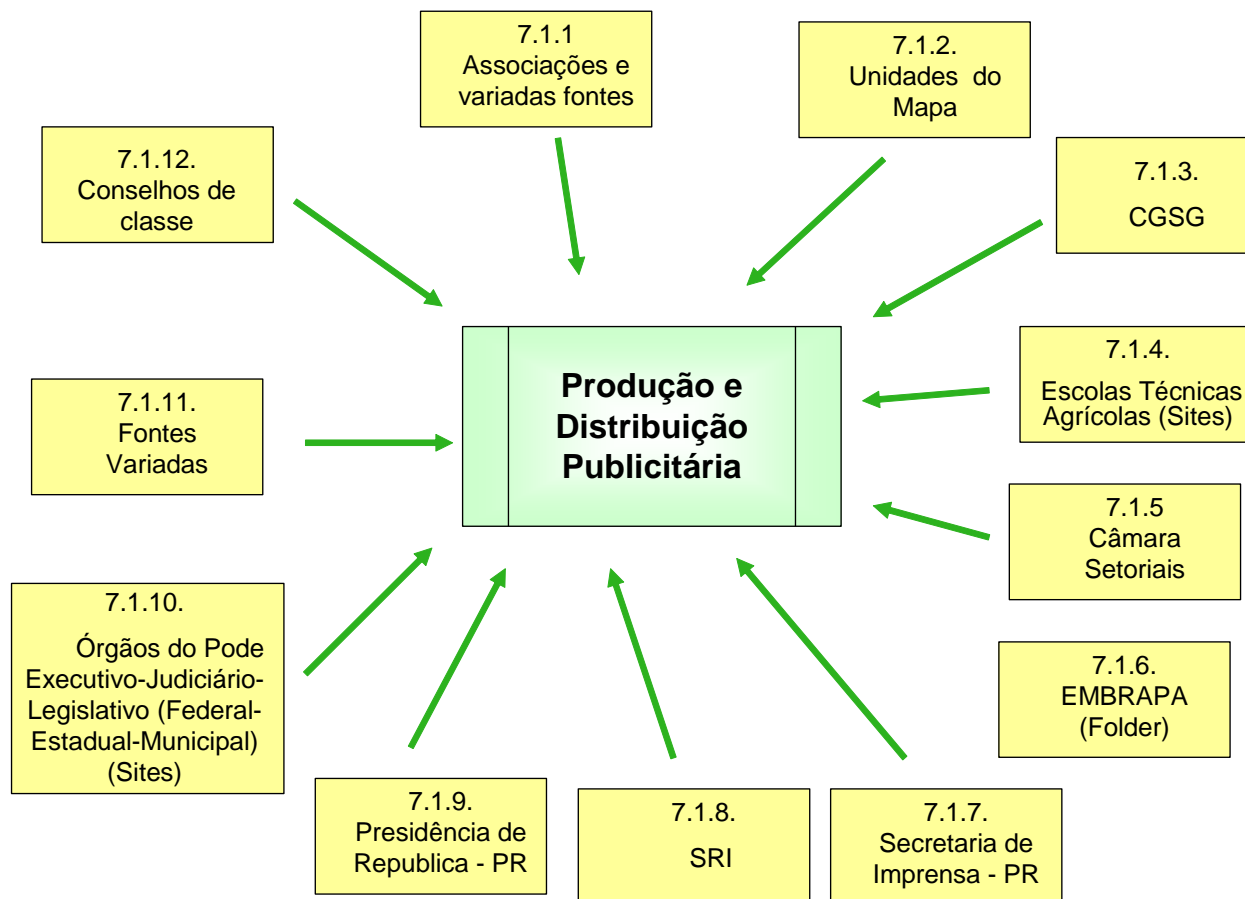 7.1.1
Associações e
variadas fontes
7.1.2.
Unidades do
Mapa
7.1.12.
Conselhos de
classe
7.1.3.
CGSG
7.1.4.
Escolas Técnicas
Agrícolas (Sites)
Produção e
Distribuição
Publicitária
7.1.11.
Fontes
Variadas
7.1.5
Câmara
Setoriais
7.1.10.
Órgãos do Pode
Executivo-Judiciário-
Legislativo (Federal-
Estadual-Municipal)
(Sites)
7.1.6.
EMBRAPA
(Folder)
7.1.9.
Presidência de
Republica - PR
7.1.8.
SRI
7.1.7.
Secretaria de
Imprensa - PR